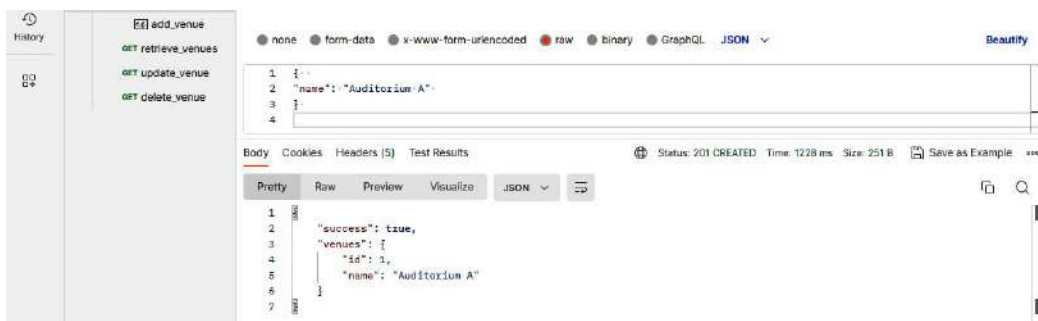 History
add_venue
GET retrieve_venues
GET update_venue
GET delete_venue
none form-data x-www-form-urlencoded raw binary GraphQL JSON Beautify
1 {
2 "name": "Auditorium A"
3 }
4
Body Cookies Headers (5) Test Results Status: 201 CREATED Time: 1228 ms Size: 251 B Save as Example
Pretty Raw Preview Visualize JSON
1 {
2 "success": true,
3 "venues": {
4 "id": 1,
5 "name": "Auditorium A"
6 }
7 }